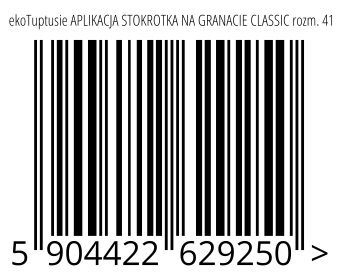 ekoTuptusie APLIKACJA STOKROTKA NA GRANACIE CLASSIC rozm. 41
5 904422 629250 >